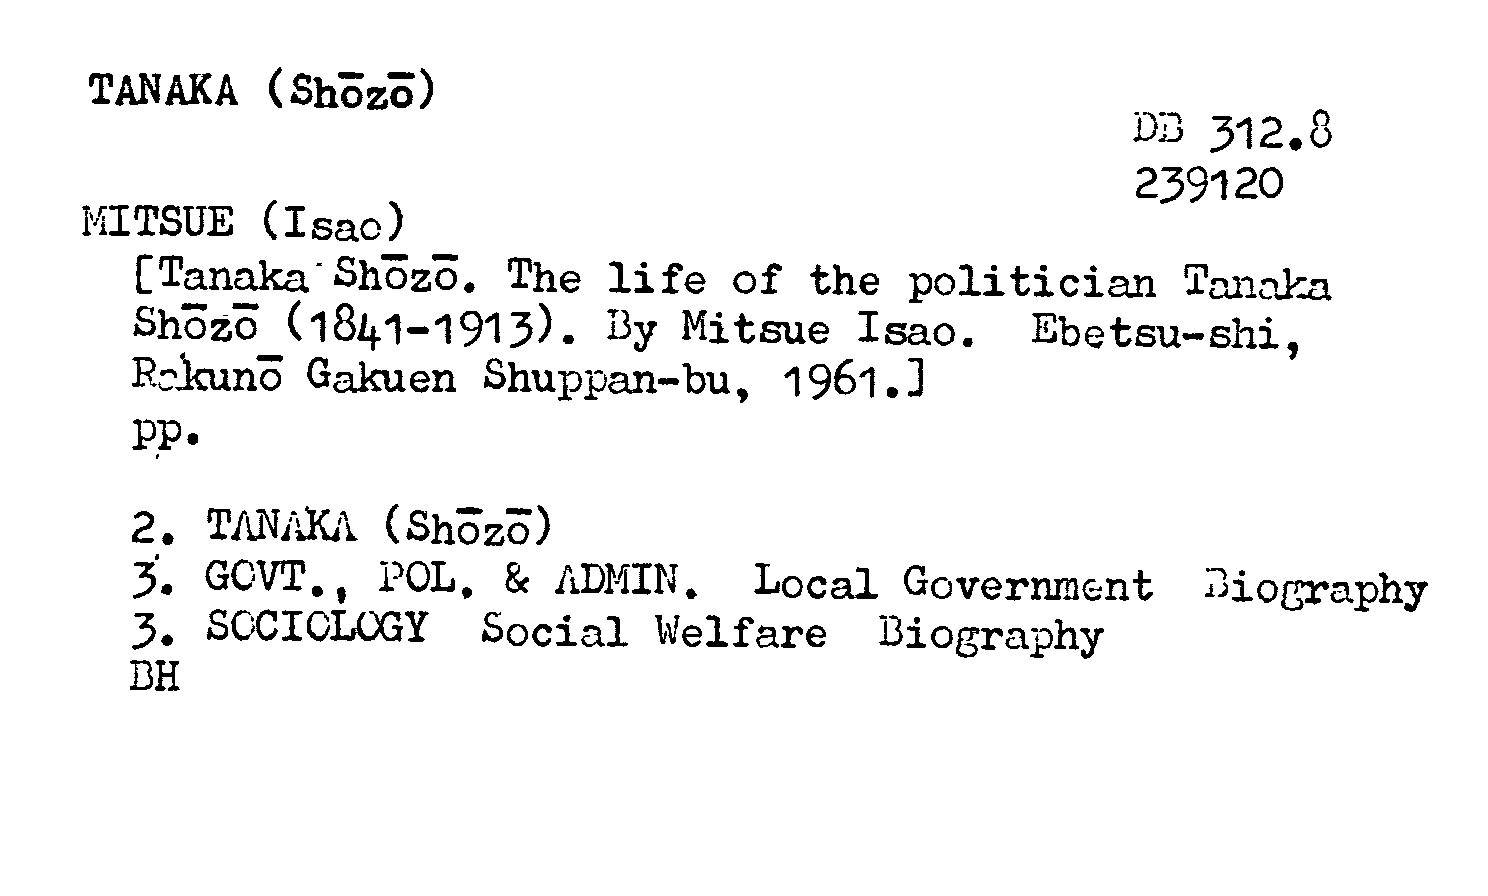 TANAKA (Shōzō)
DB 312.8
239120
MITSUE (Isao)
[Tanaka Shōzō. The life of the politician Tanaka
Shōzō (1841-1913). By Mitsue Isao. Ebetsu-shi,
Rakunō Gakuen Shuppan-bu, 1961.]
pp.
2. TANAKA (Shōzō)
3. GOVT., POL. & ADMIN. Local Government Biography
3. SOCIOLOGY Social Welfare Biography
BH